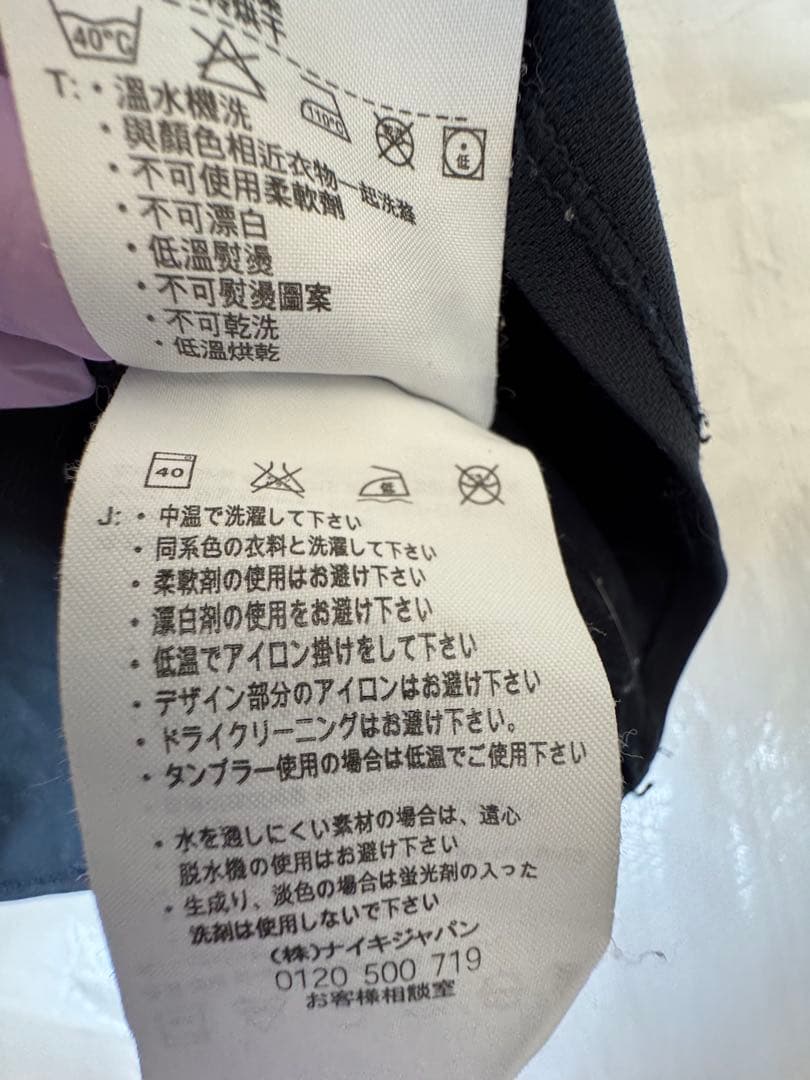 40°C
110°C
低
T: ・溫水機洗
・與顏色相近衣物一起洗滌
・不可使用柔軟劑
・不可漂白
・低溫熨燙
・不可熨燙圖案
・不可乾洗
・低溫烘乾
40
低
J: ・中温で洗濯して下さい
・同系色の衣料と洗濯して下さい
・柔軟剤の使用はお避け下さい
・漂白剤の使用をお避け下さい
・低温でアイロン掛けをして下さい
・デザイン部分のアイロンはお避け下さい
・ドライクリーニングはお避け下さい。
・タンブラー使用の場合は低温でご使用下さい
・水を通しにくい素材の場合は、遠心
脱水機の使用はお避け下さい
・生成り、淡色の場合は蛍光剤の入った
洗剤は使用しないで下さい
(株)ナイキジャパン
0120 500 719
お客様相談室